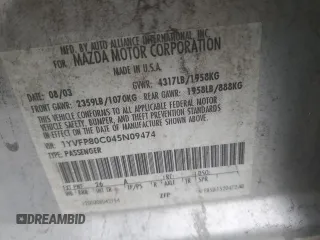 MFD BY AUTO ALLIANCE INTERNATIONAL, INC. FOR
MAZDA MOTOR CORPORATION
MADE IN U.S.A.
08/03 GVWR: 4317LB/1958KG
FRONT GAWR: 2359LB/1070KG REAR GAWR: 1958LB/888KG
THIS VEHICLE CONFORMS TO ALL APPLICABLE FEDERAL MOTOR
VEHICLE SAFETY, BUMPER, AND THEFT PREVENTION STANDARDS
IN EFFECT ON THE DATE OF MANUFACTURE SHOWN ABOVE.
VIN: 1YVFP80C045N09474
TYPE: PASSENGER
26 A
DREAMBID